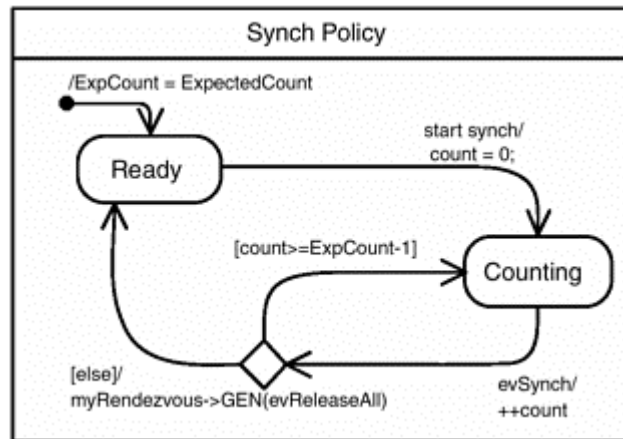 Synch Policy
/ExpCount = ExpectedCount
start synch/
count = 0;
Ready
[count>=ExpCount-1]
Counting
[else]/
myRendezvous->GEN(evReleaseAll)
evSynch/
++count